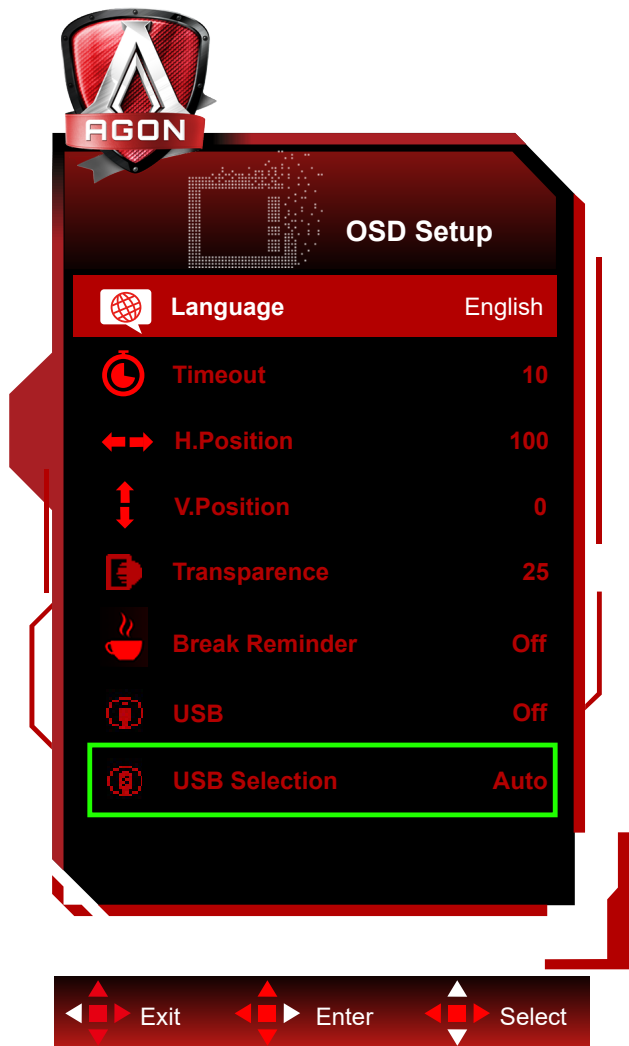 AGON
OSD Setup
Language English
Timeout 10
H.Position 100
V.Position 0
Transparence 25
Break Reminder Off
USB Off
USB Selection Auto
Exit Enter Select